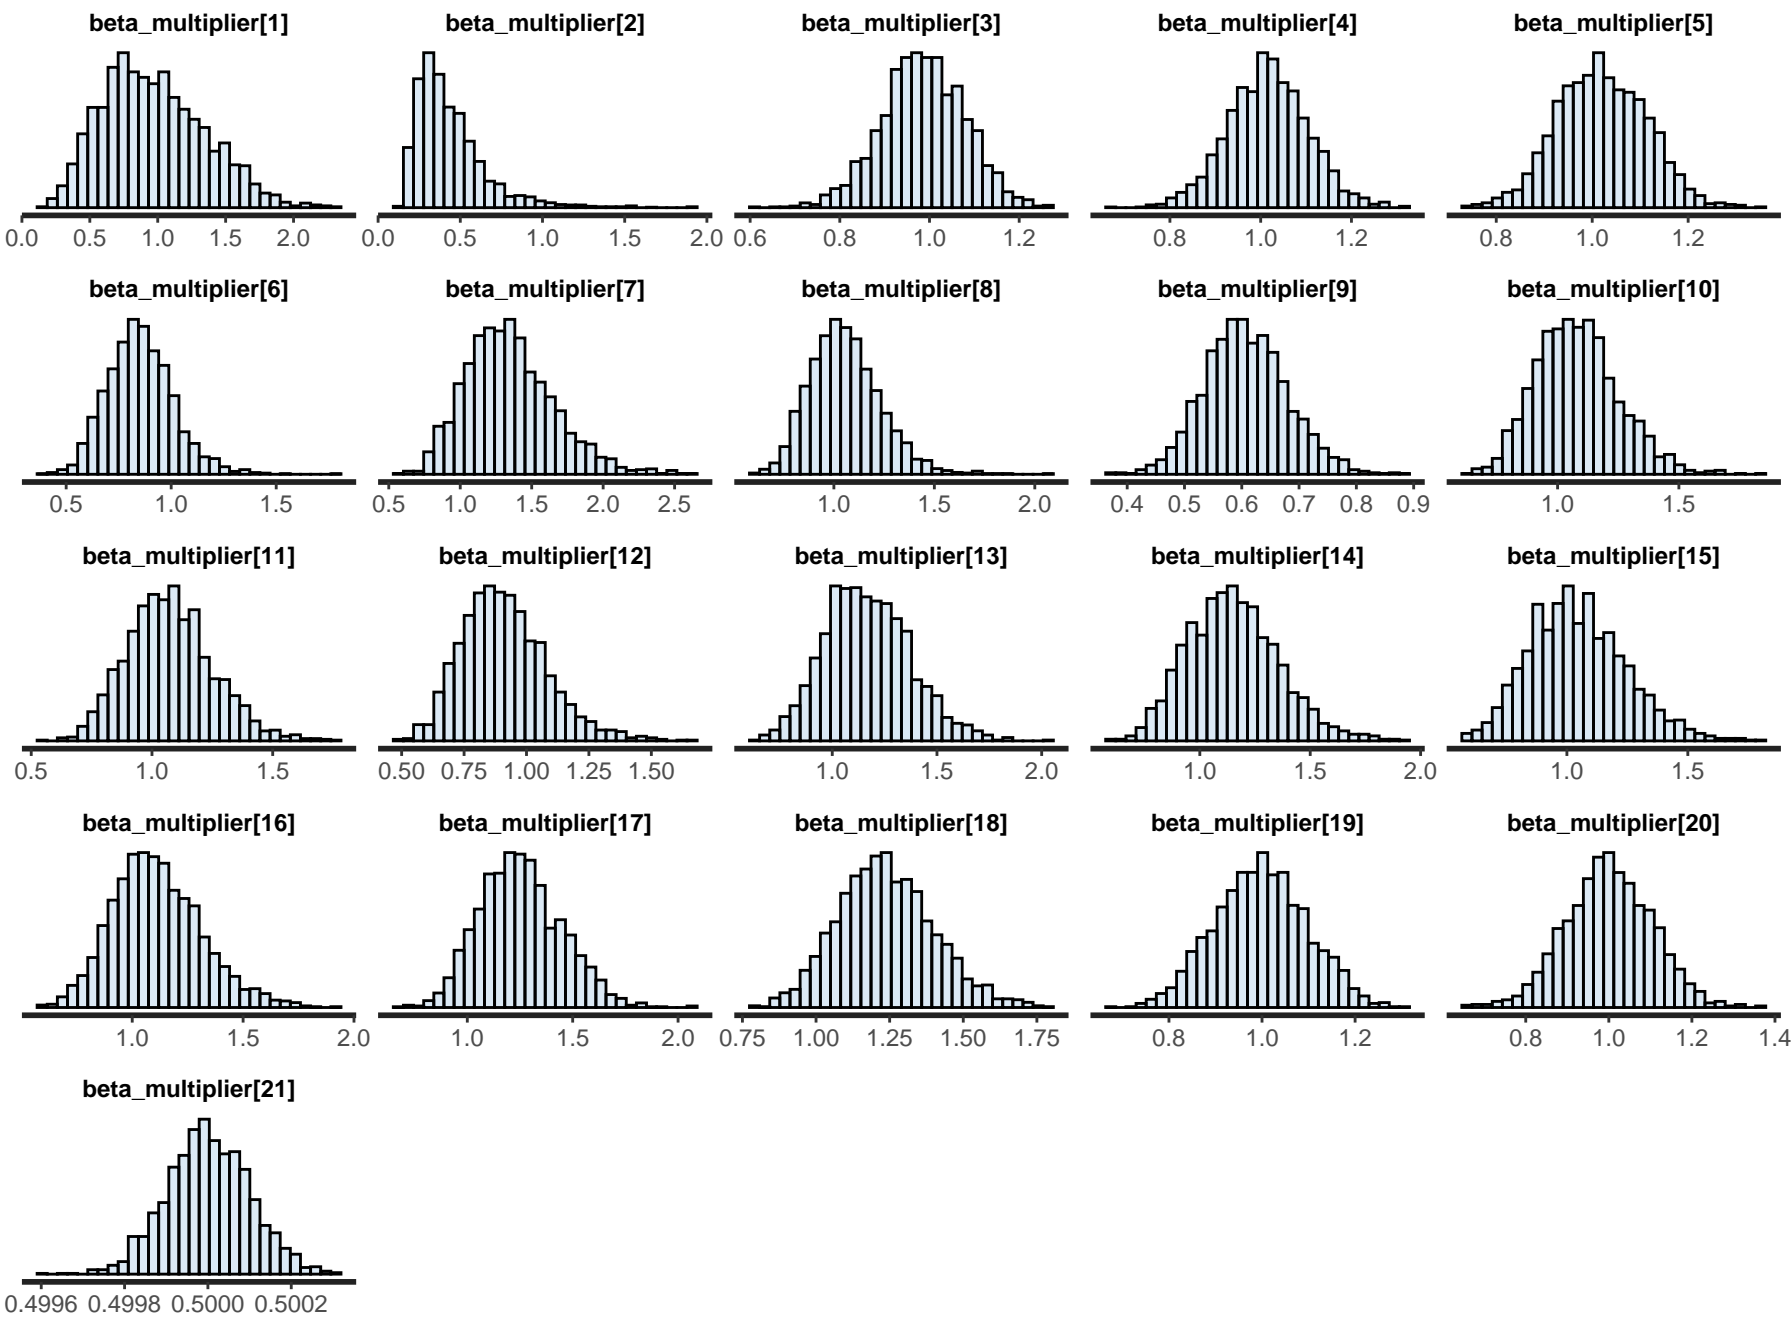 beta_multiplier[1] beta_multiplier[2] beta_multiplier[3] beta_multiplier[4] beta_multiplier[5]
0.0 0.5 1.0 1.5 2.0 0.0 0.5 1.0 1.5 2.0 0.6 0.8 1.0 1.2 0.8 1.0 1.2 0.8 1.0 1.2
beta_multiplier[6] beta_multiplier[7] beta_multiplier[8] beta_multiplier[9] beta_multiplier[10]
0.5 1.0 1.5 0.5 1.0 1.5 2.0 2.5 1.0 1.5 2.0 0.4 0.5 0.6 0.7 0.8 0.9 1.0 1.5
beta_multiplier[11] beta_multiplier[12] beta_multiplier[13] beta_multiplier[14] beta_multiplier[15]
0.5 1.0 1.5 0.50 0.75 1.00 1.25 1.50 1.0 1.5 2.0 1.0 1.5 2.0 1.0 1.5
beta_multiplier[16] beta_multiplier[17] beta_multiplier[18] beta_multiplier[19] beta_multiplier[20]
1.0 1.5 2.0 1.0 1.5 2.0 0.75 1.00 1.25 1.50 1.75 0.8 1.0 1.2 0.8 1.0 1.2 1.4
beta_multiplier[21]
0.4996 0.4998 0.5000 0.5002